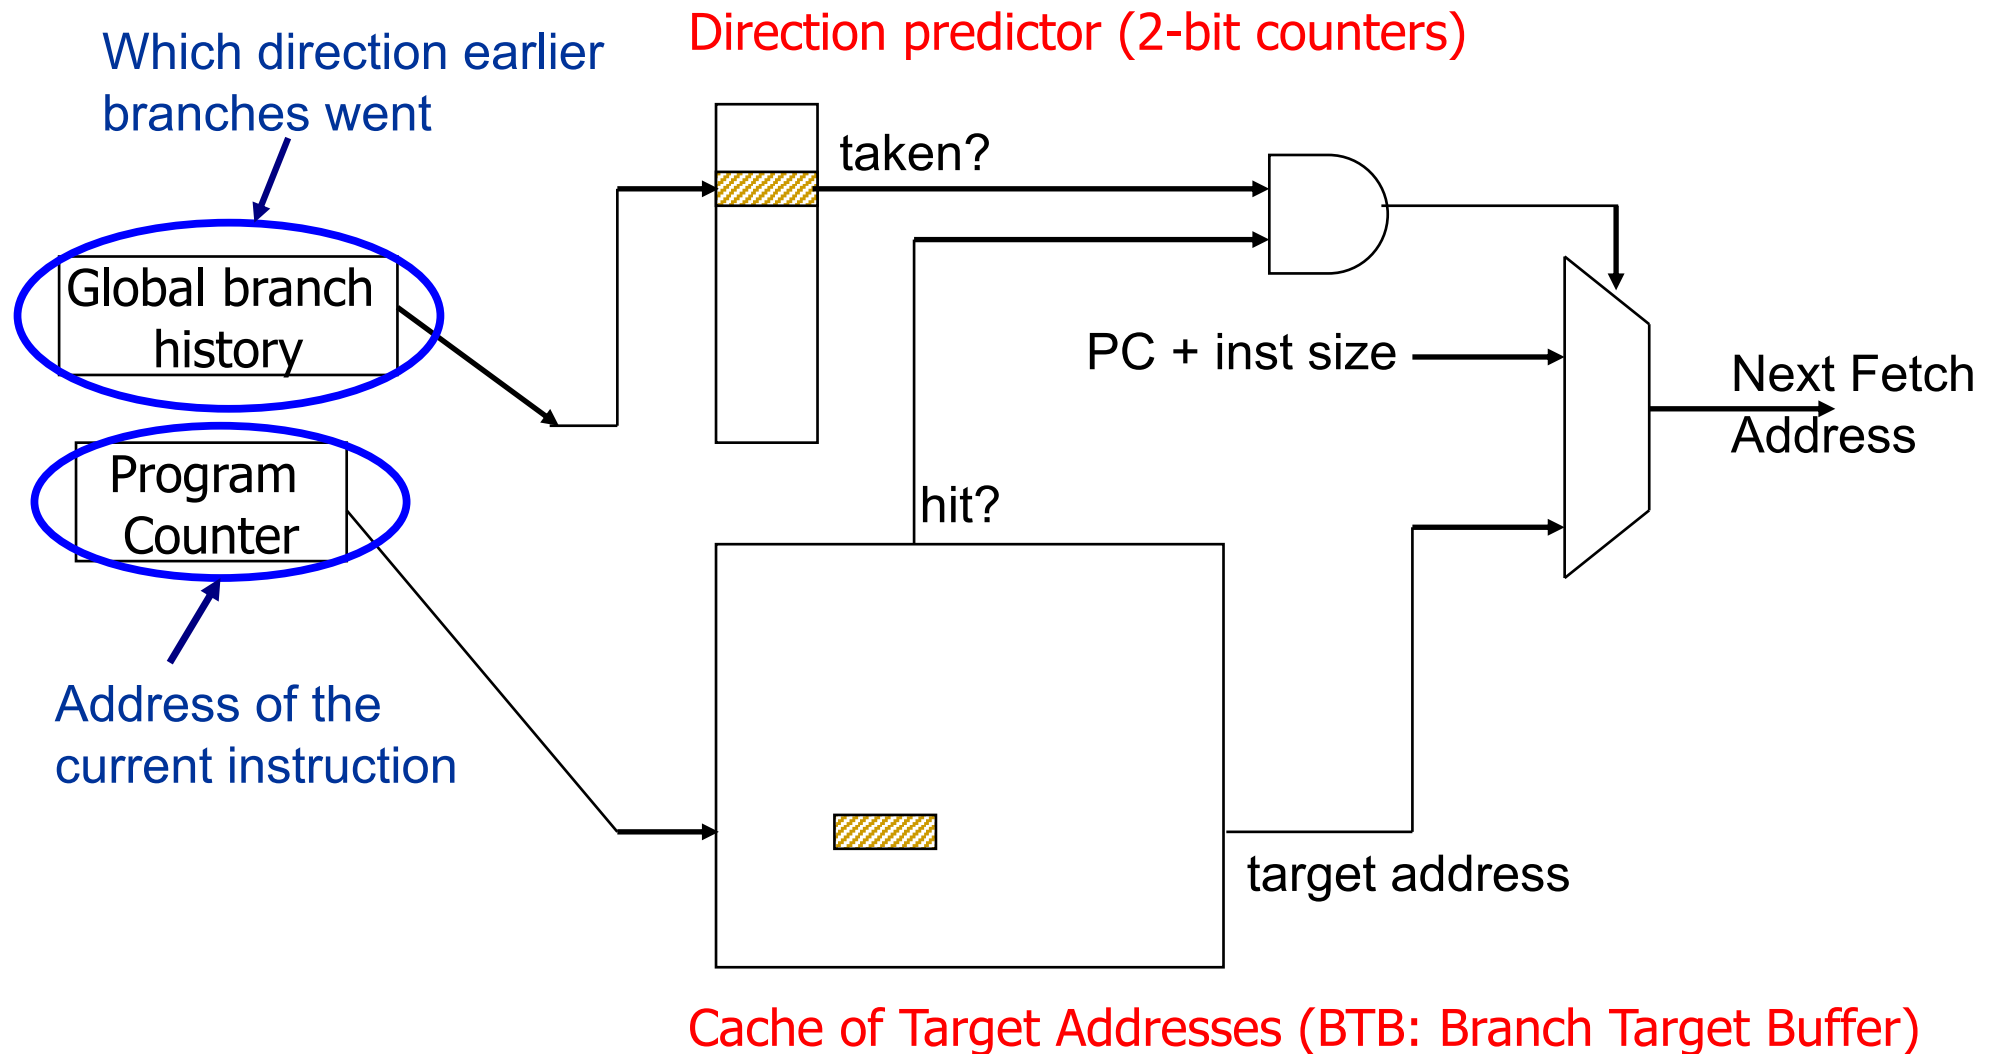 Direction predictor (2-bit counters)
Which direction earlier
branches went
taken?
Global branch
history
PC + inst size
Next Fetch
Address
Program
Counter
hit?
Address of the
current instruction
target address
Cache of Target Addresses (BTB: Branch Target Buffer)